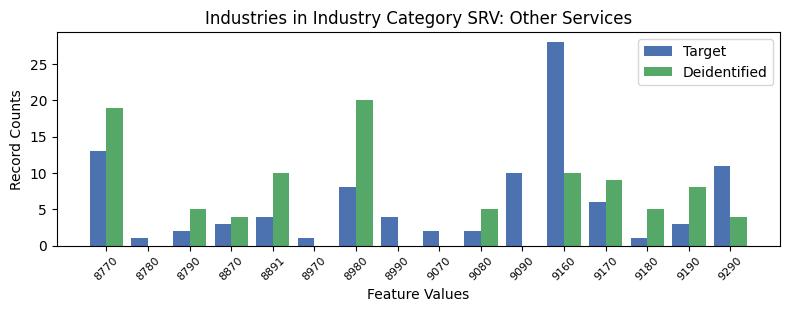 Industries in Industry Category SRV: Other Services
Record Counts
25
20
15
10
5
0
Target
Deidentified
8770 8780 8790 8870 8891 8970 8980 8990 9070 9080 9090 9160 9170 9180 9190 9290
Feature Values